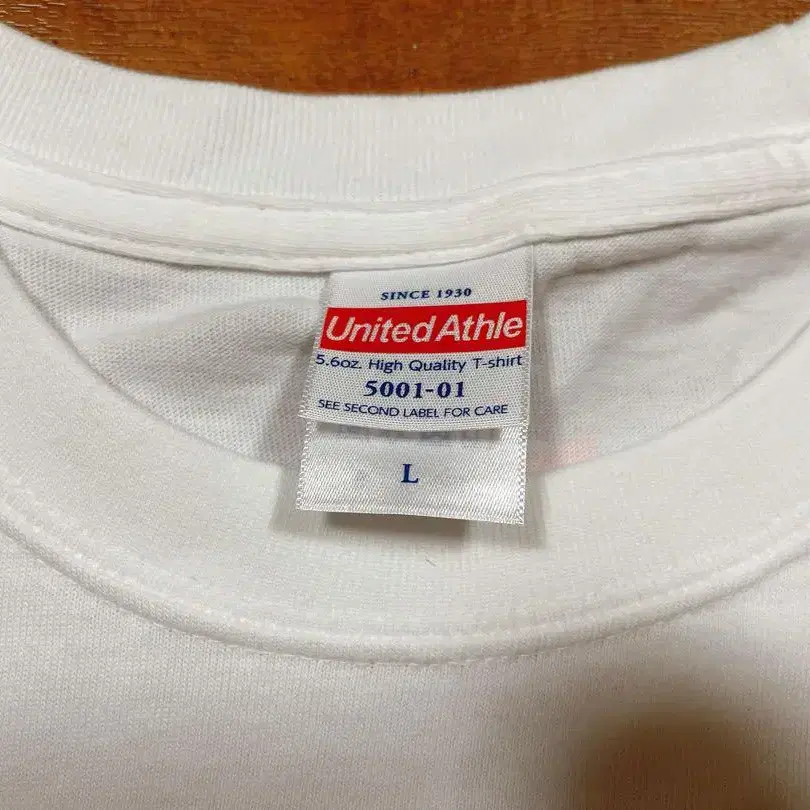 SINCE 1930
United Athle
5.6oz. High Quality T-shirt
5001-01
SEE SECOND LABEL FOR CARE
L